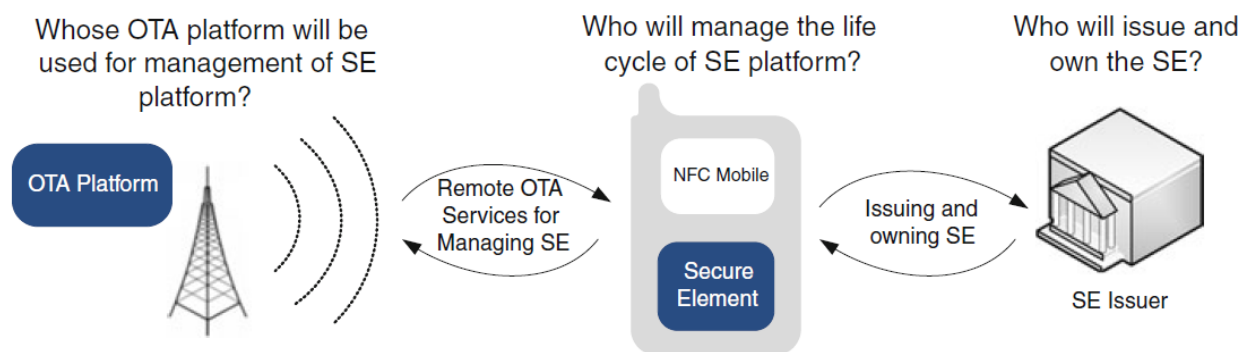 Whose OTA platform will be
used for management of SE
platform?
Who will manage the life
cycle of SE platform?
Who will issue and
own the SE?
OTA Platform
Remote OTA
Services for
Managing SE
NFC Mobile
Secure
Element
Issuing and
owning SE
SE Issuer